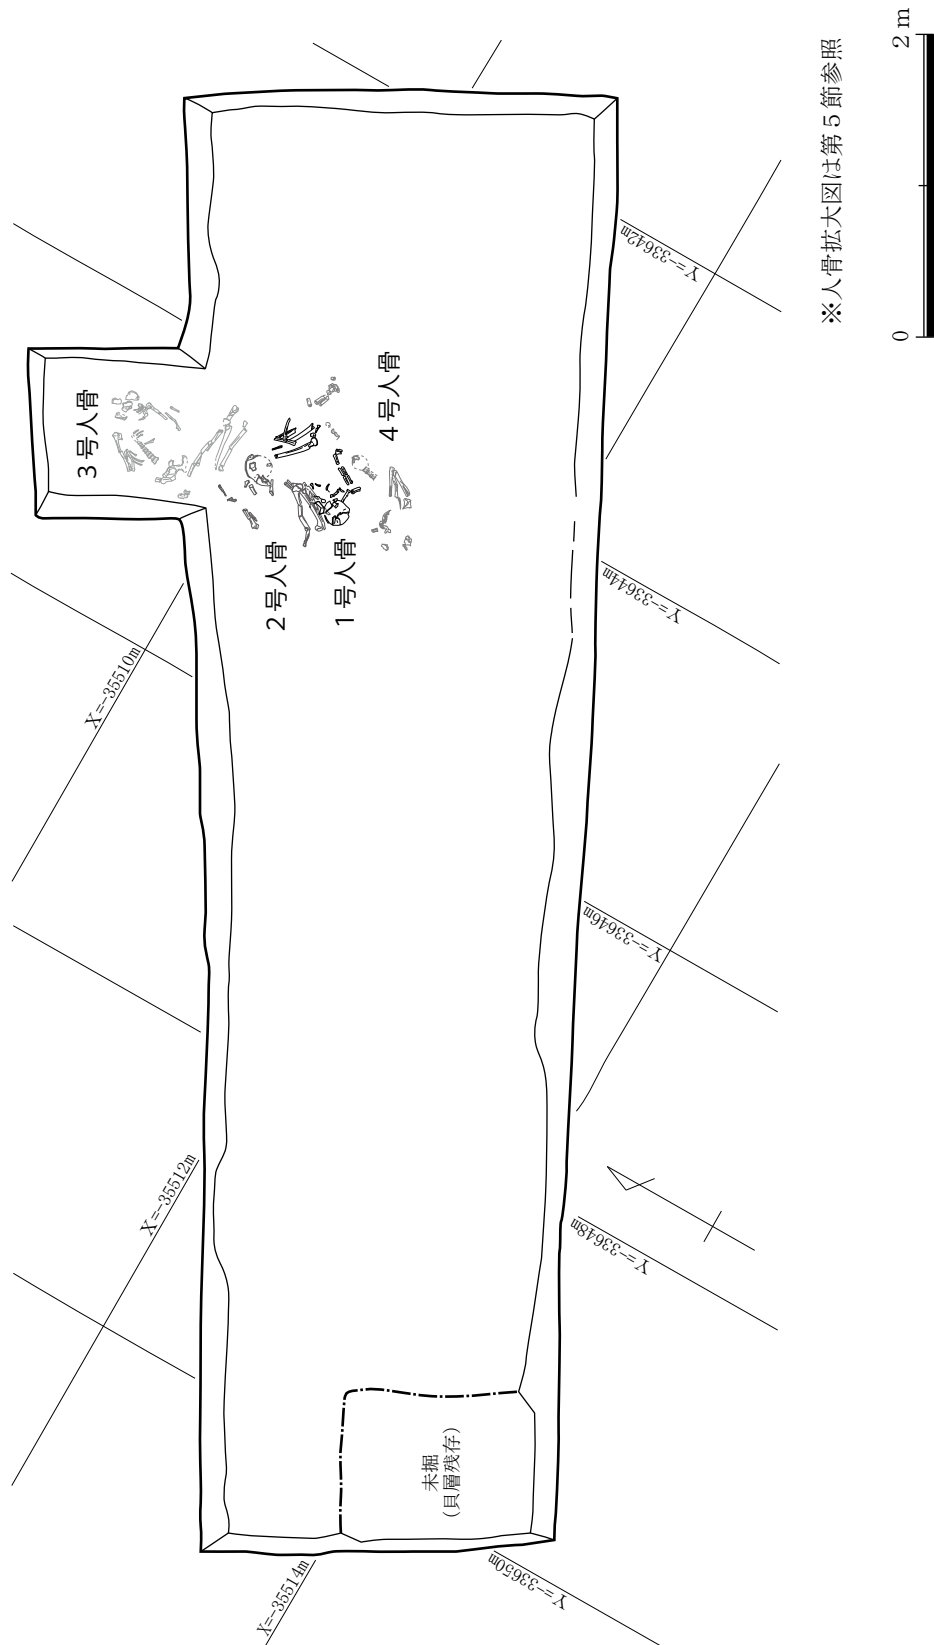 3号人骨
4号人骨
2号人骨
1号人骨
X=-35510m
X=-35512m
X=-35514m
Y=-33642m
Y=-33644m
Y=-33646m
Y=-33648m
Y=-33650m
未掘
(貝層残存)
※人骨拡大図は第5節参照
0
2m